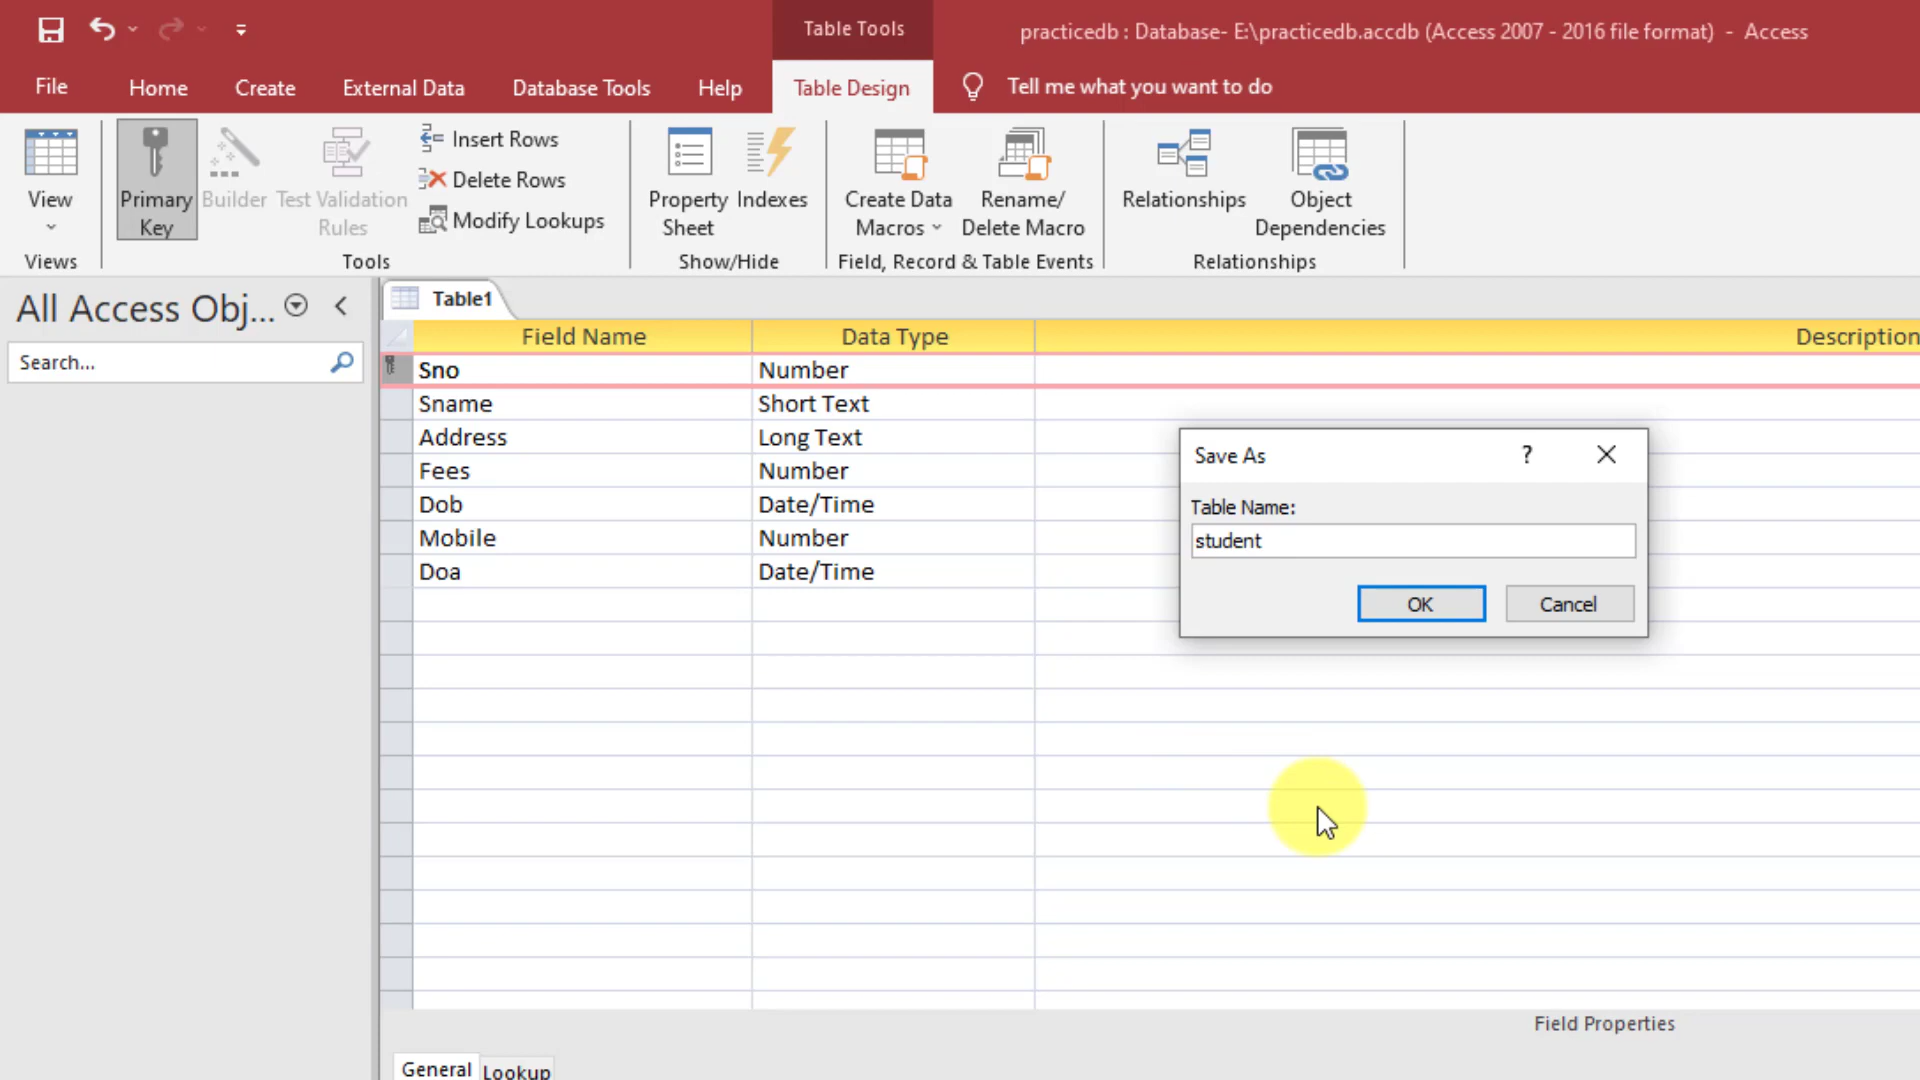 Table Tools
practicedb : Database- E:\practicedb.accdb (Access 2007 - 2016 file format) - Access
File Home Create External Data Database Tools Help Table Design Tell me what you want to do
View
Views
Primary
Key
Builder
Test Validation
Rules
Insert Rows
Delete Rows
Modify Lookups
Tools
Property
Sheet
Indexes
Show/Hide
Create Data
Macros
Rename/
Delete Macro
Field, Record & Table Events
Relationships
Object
Dependencies
Relationships
All Access Obj...
Search...
Table1
Field Name Data Type Description
Sno Number
Sname Short Text
Address Long Text
Fees Number
Dob Date/Time
Mobile Number
Doa Date/Time
Save As ?
Table Name:
student
OK Cancel
Field Properties
General Lookup